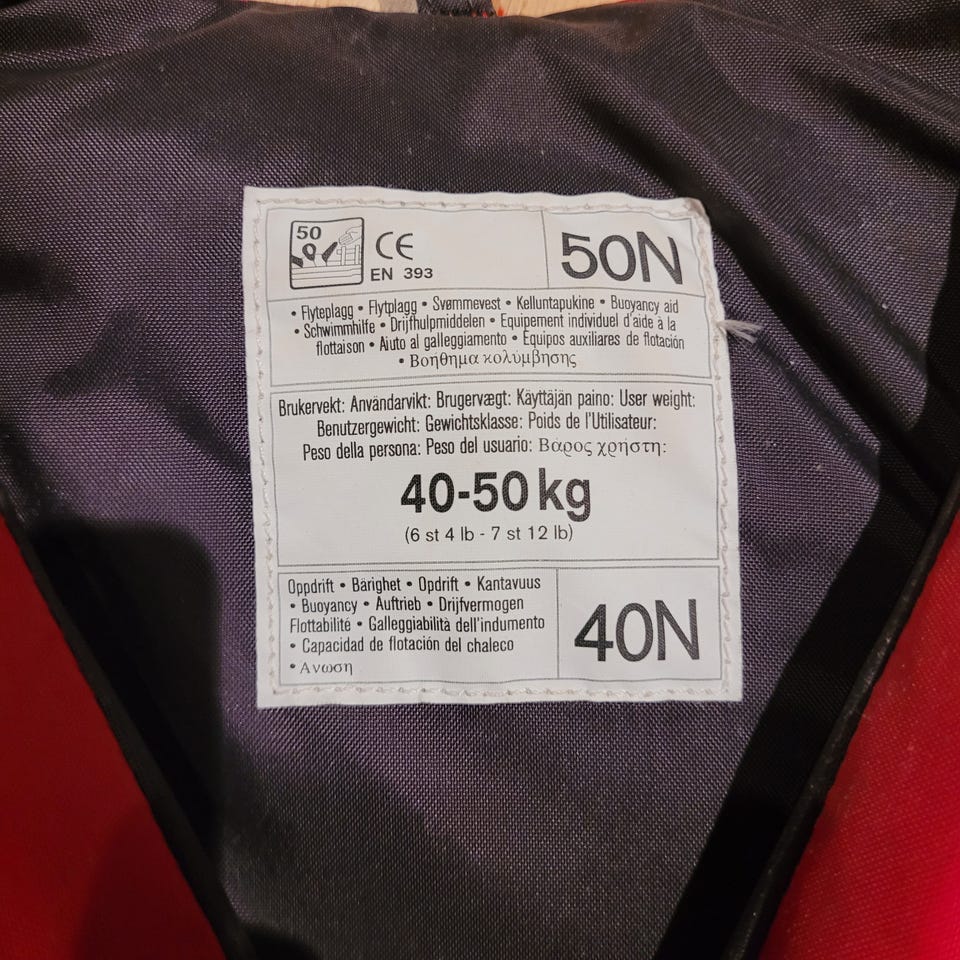 50
CE
EN 393
50N
• Flyteplagg • Flytplagg • Svømmevest • Kelluntapukine • Buoyancy aid
• Schwimmhilfe • Drijfhulpmiddelen • Equipement individuel d'aide à la
flottaison • Aiuto al galleggiamento • Equipos auxiliares de flotación
• Βοήθημα κολύμβησης
Brukervekt: Användarvikt: Brugervægt: Käyttäjän paino: User weight:
Benutzergewicht: Gewichtsklasse: Poids de l'Utilisateur:
Peso della persona: Peso del usuario: Βάρος χρήστη:
40-50 kg
(6 st 4 lb - 7 st 12 lb)
Oppdrift • Bärighet • Opdrift • Kantavuus
• Buoyancy • Auftrieb • Drijfvermogen
Flottabilité • Galleggiabilità dell'indumento
• Capacidad de flotación del chaleco
• Ανωση
40N